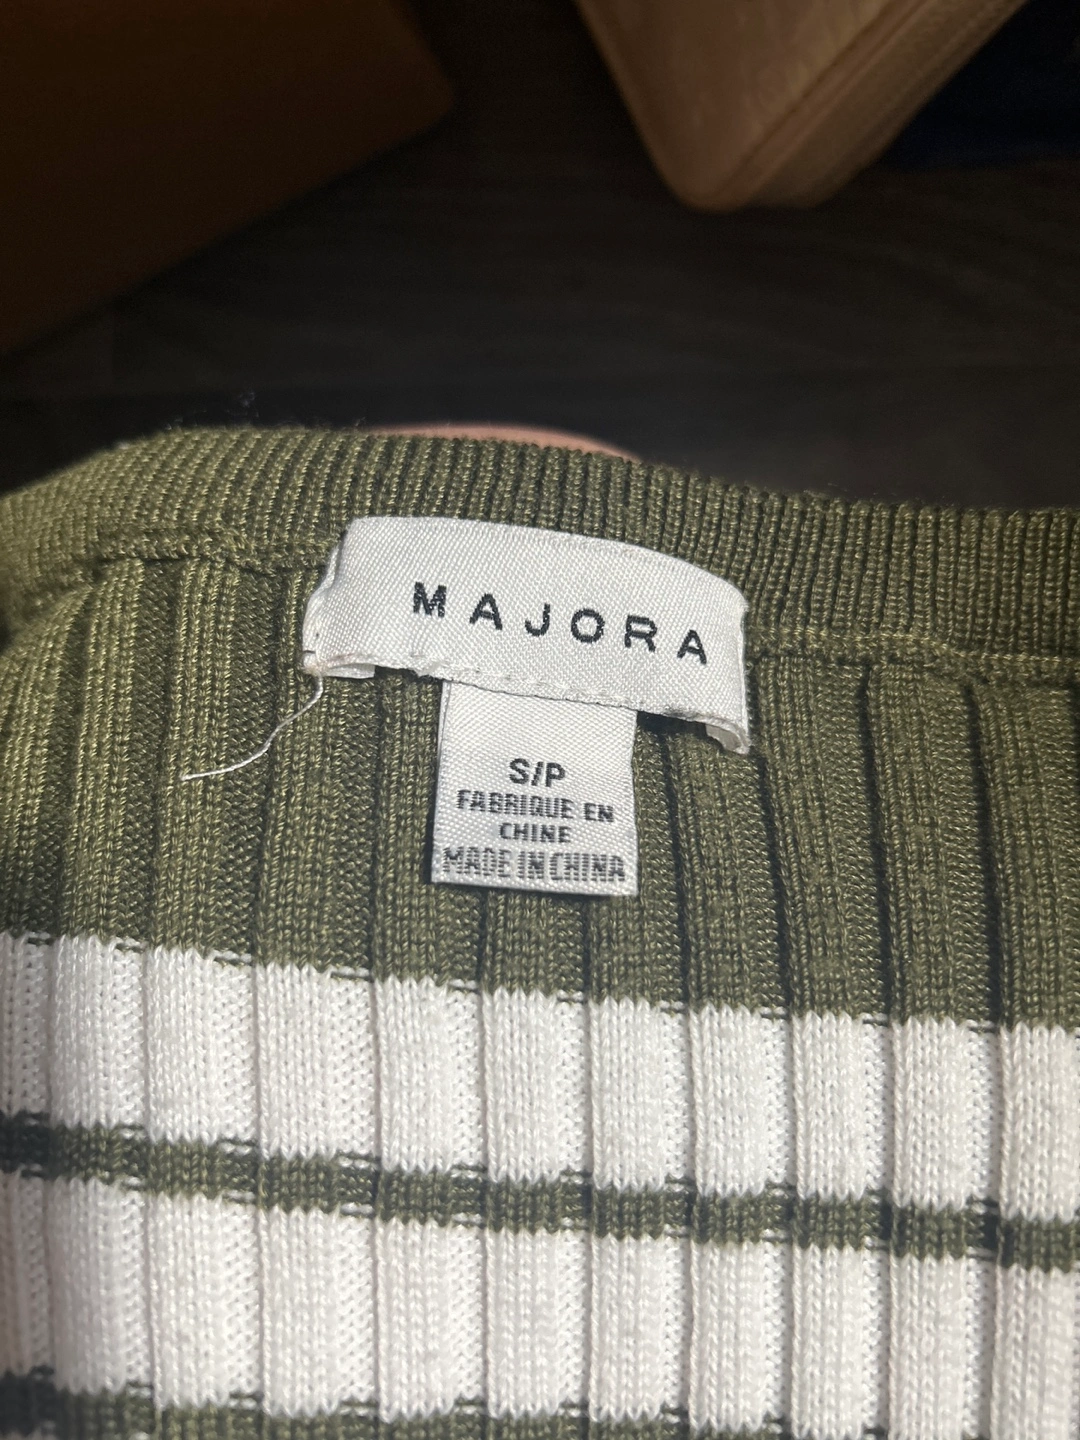 MAJORA
S/P
FABRIQUE EN
CHINE
MADE IN CHINA